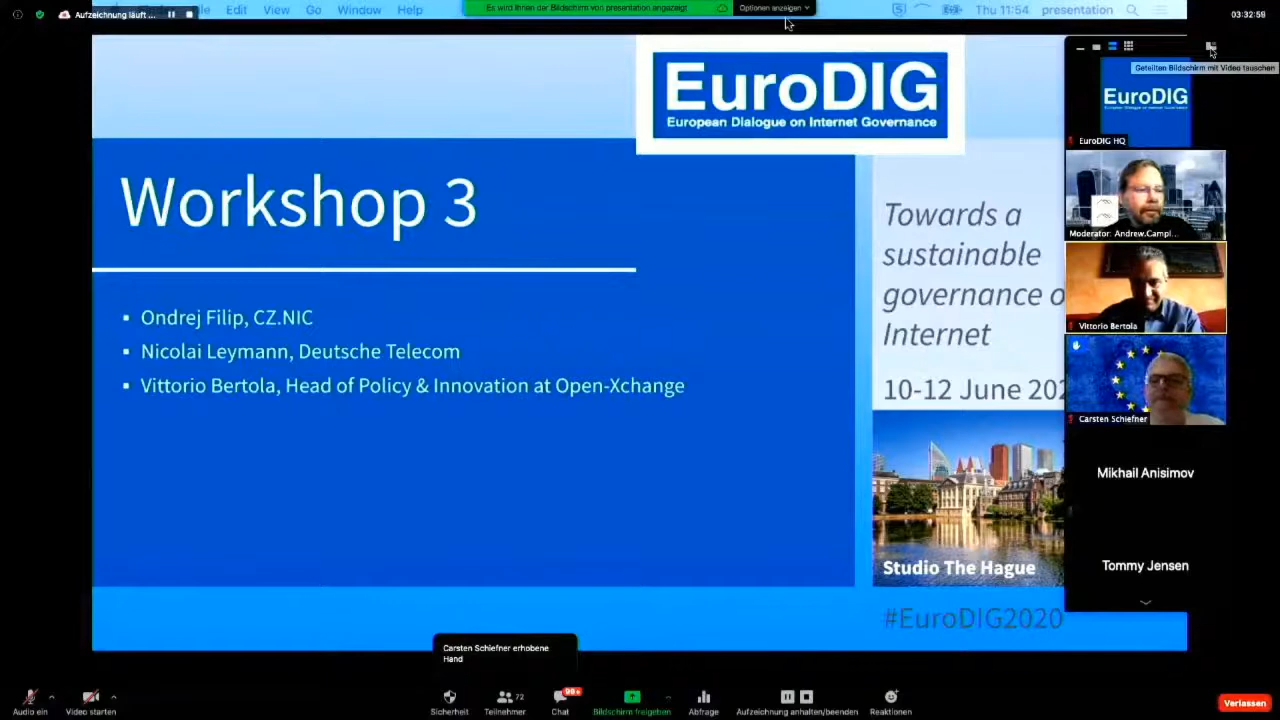 Aufzeichnung läuft ...
Edit
View
Go
Window
Help
Es wird Ihnen der Bildschirm von presentation angezeigt
Optionen anzeigen
Thu 11:54
presentation
03:32:59
Geteilten Bildschirm mit Video tauschen
EuroDIG
European Dialogue on Internet Governance
EuroDIG
EuroDIG HQ
Workshop 3
Ondrej Filip, CZ.NIC
Nicolai Leymann, Deutsche Telecom
Vittorio Bertola, Head of Policy & Innovation at Open-Xchange
Towards a
sustainable
governance o
Internet
10-12 June 202
Studio The Hague
#EuroDIG2020
Moderator: Andrew.Campl...
Vittorio Bertola
Carsten Schiefner
Mikhail Anisimov
Tommy Jensen
Carsten Schiefner erhobene
Hand
Audio ein
Video starten
Sicherheit
72
Teilnehmer
99+
Chat
Bildschirm freigeben
Abfrage
Aufzeichnung anhalten/beenden
Reaktionen
Verlassen